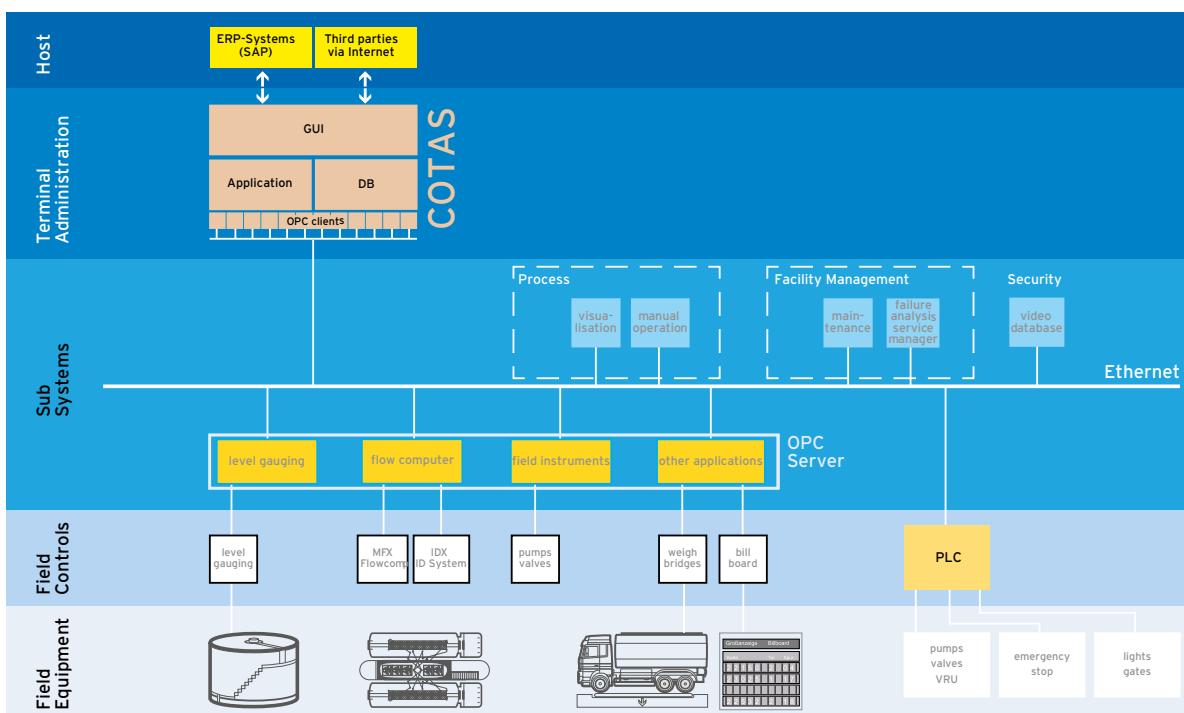 Host
ERP-Systems
(SAP)
Third parties
via Internet
Terminal
Administration
GUI
Application
DB
OPC clients
COTAS
Sub
Systems
Process
visua-
lisation
manual
operation
Facility Management
main-
tenance
failure
analysis
service
manager
Security
video
database
Ethernet
level gauging
flow computer
field instruments
other applications
OPC
Server
Field
Controls
level
gauging
MFX
Flowcomp
IDX
ID System
pumps
valves
weigh
bridges
bill
board
PLC
Field
Equipment
Großanzeige Billboard
pumps
valves
VRU
emergency
stop
lights
gates